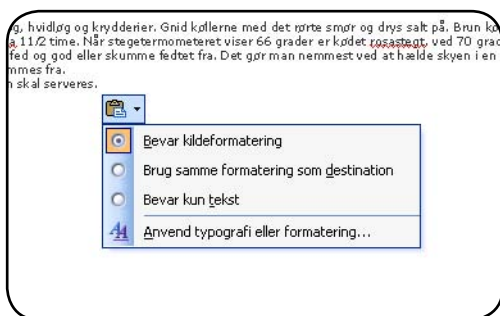 g, hvidløg og krydderier. Gnid køllerne med det rørte smør og drys salt på. Brun kø
a 11/2 time. Når stegetermometeret viser 66 grader er kødet rosastegt, ved 70 grad
fed og god eller skumme fedtet fra. Det gør man nemmest ved at hælde skyen i en
mmes fra.
n skal serveres.
Bevar kildeformatering
Brug samme formatering som destination
Bevar kun tekst
Anvend typografi eller formatering...